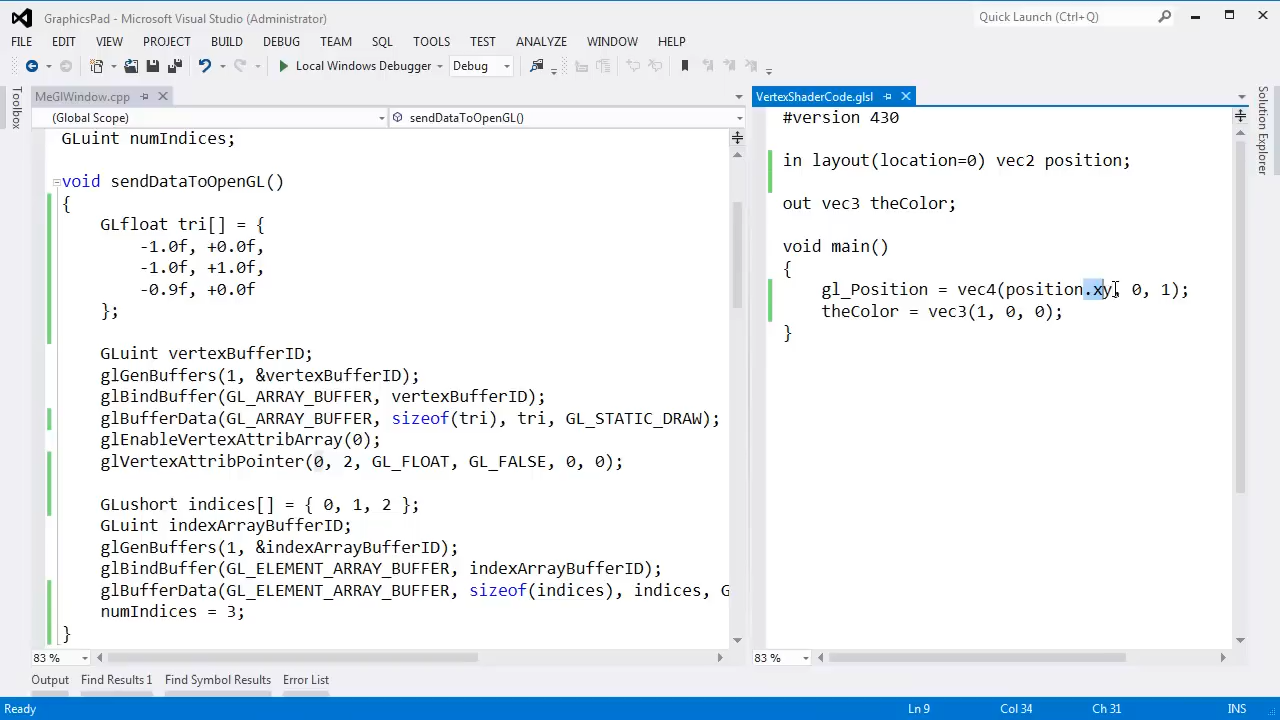 GraphicsPad - Microsoft Visual Studio (Administrator)
Quick Launch (Ctrl+Q)
FILE EDIT VIEW PROJECT BUILD DEBUG TEAM SQL TOOLS TEST ANALYZE WINDOW HELP
Local Windows Debugger Debug
Toolbox
MeGlWindow.cpp
(Global Scope) sendDataToOpenGL()
GLuint numIndices;
void sendDataToOpenGL()
{
GLfloat tri[] = {
-1.0f, +0.0f,
-1.0f, +1.0f,
-0.9f, +0.0f
};
GLuint vertexBufferID;
glGenBuffers(1, &vertexBufferID);
glBindBuffer(GL_ARRAY_BUFFER, vertexBufferID);
glBufferData(GL_ARRAY_BUFFER, sizeof(tri), tri, GL_STATIC_DRAW);
glEnableVertexAttribArray(0);
glVertexAttribPointer(0, 2, GL_FLOAT, GL_FALSE, 0, 0);
GLushort indices[] = { 0, 1, 2 };
GLuint indexArrayBufferID;
glGenBuffers(1, &indexArrayBufferID);
glBindBuffer(GL_ELEMENT_ARRAY_BUFFER, indexArrayBufferID);
glBufferData(GL_ELEMENT_ARRAY_BUFFER, sizeof(indices), indices, G
numIndices = 3;
}
83 %
VertexShaderCode.glsl
#version 430
in layout(location=0) vec2 position;
out vec3 theColor;
void main()
{
gl_Position = vec4(position.xy, 0, 1);
theColor = vec3(1, 0, 0);
}
83 %
Solution Explorer
Output Find Results 1 Find Symbol Results Error List
Ready Ln 9 Col 34 Ch 31 INS